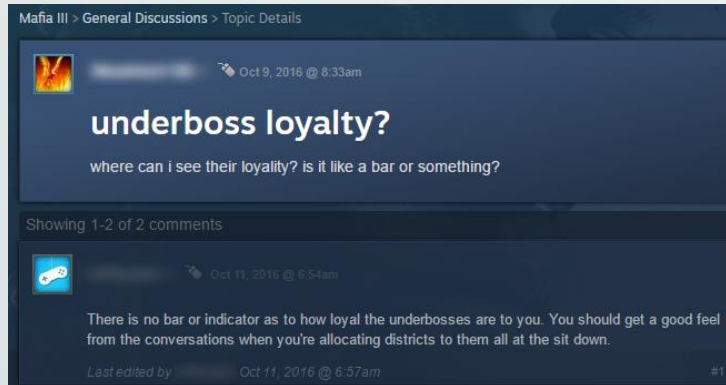 Mafia III > General Discussions > Topic Details
Oct 9, 2016 @ 8:33am
underboss loyalty?
where can i see their loyality? is it like a bar or something?
Showing 1-2 of 2 comments
Oct 11, 2016 @ 6:54am
There is no bar or indicator as to how loyal the underbosses are to you. You should get a good feel
from the conversations when you're allocating districts to them all at the sit down.
Last edited by Oct 11, 2016 @ 6:57am
#1